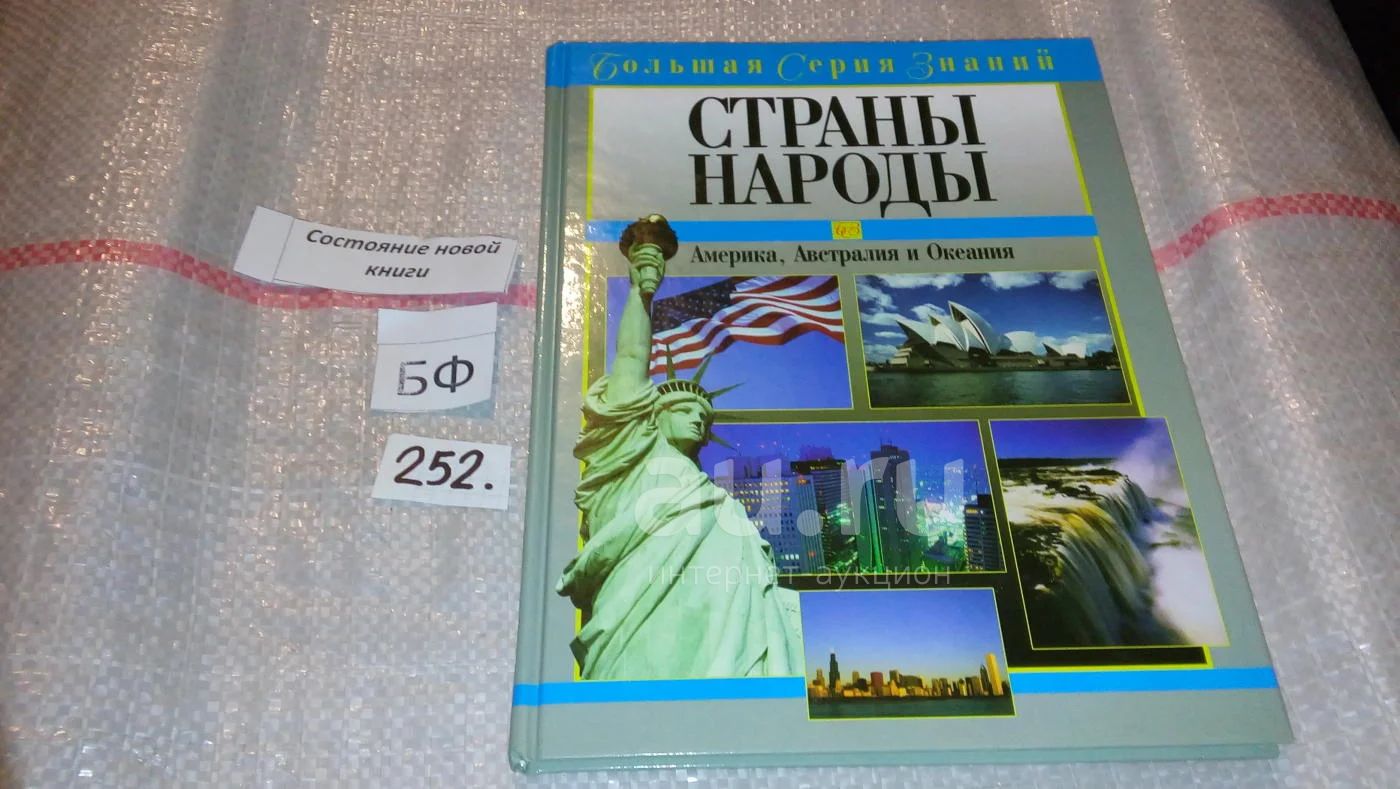 Большая Серия Знаний
СТРАНЫ
НАРОДЫ
Америка, Австралия и Океания
Состояние новой
книги
БФ
252.
au.ru
интернет аукцион